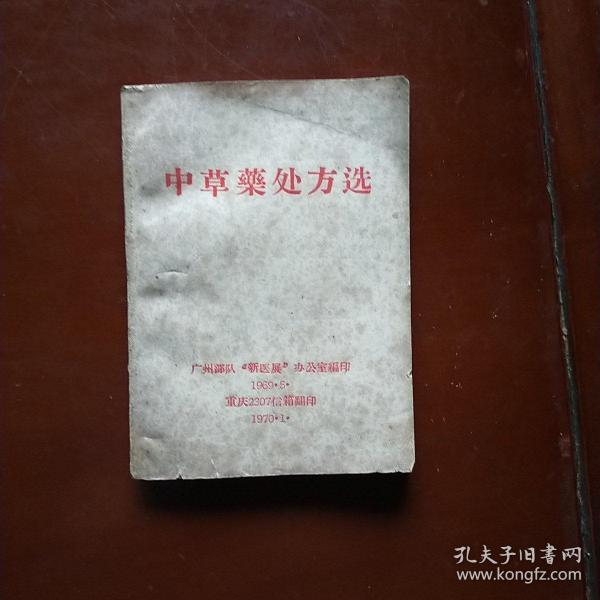 中草藥处方选
广州部队“新医展”办公室编印
1969·5·
重庆2307信箱翻印
1970·1·
孔夫子旧書网
www.kongfz.com